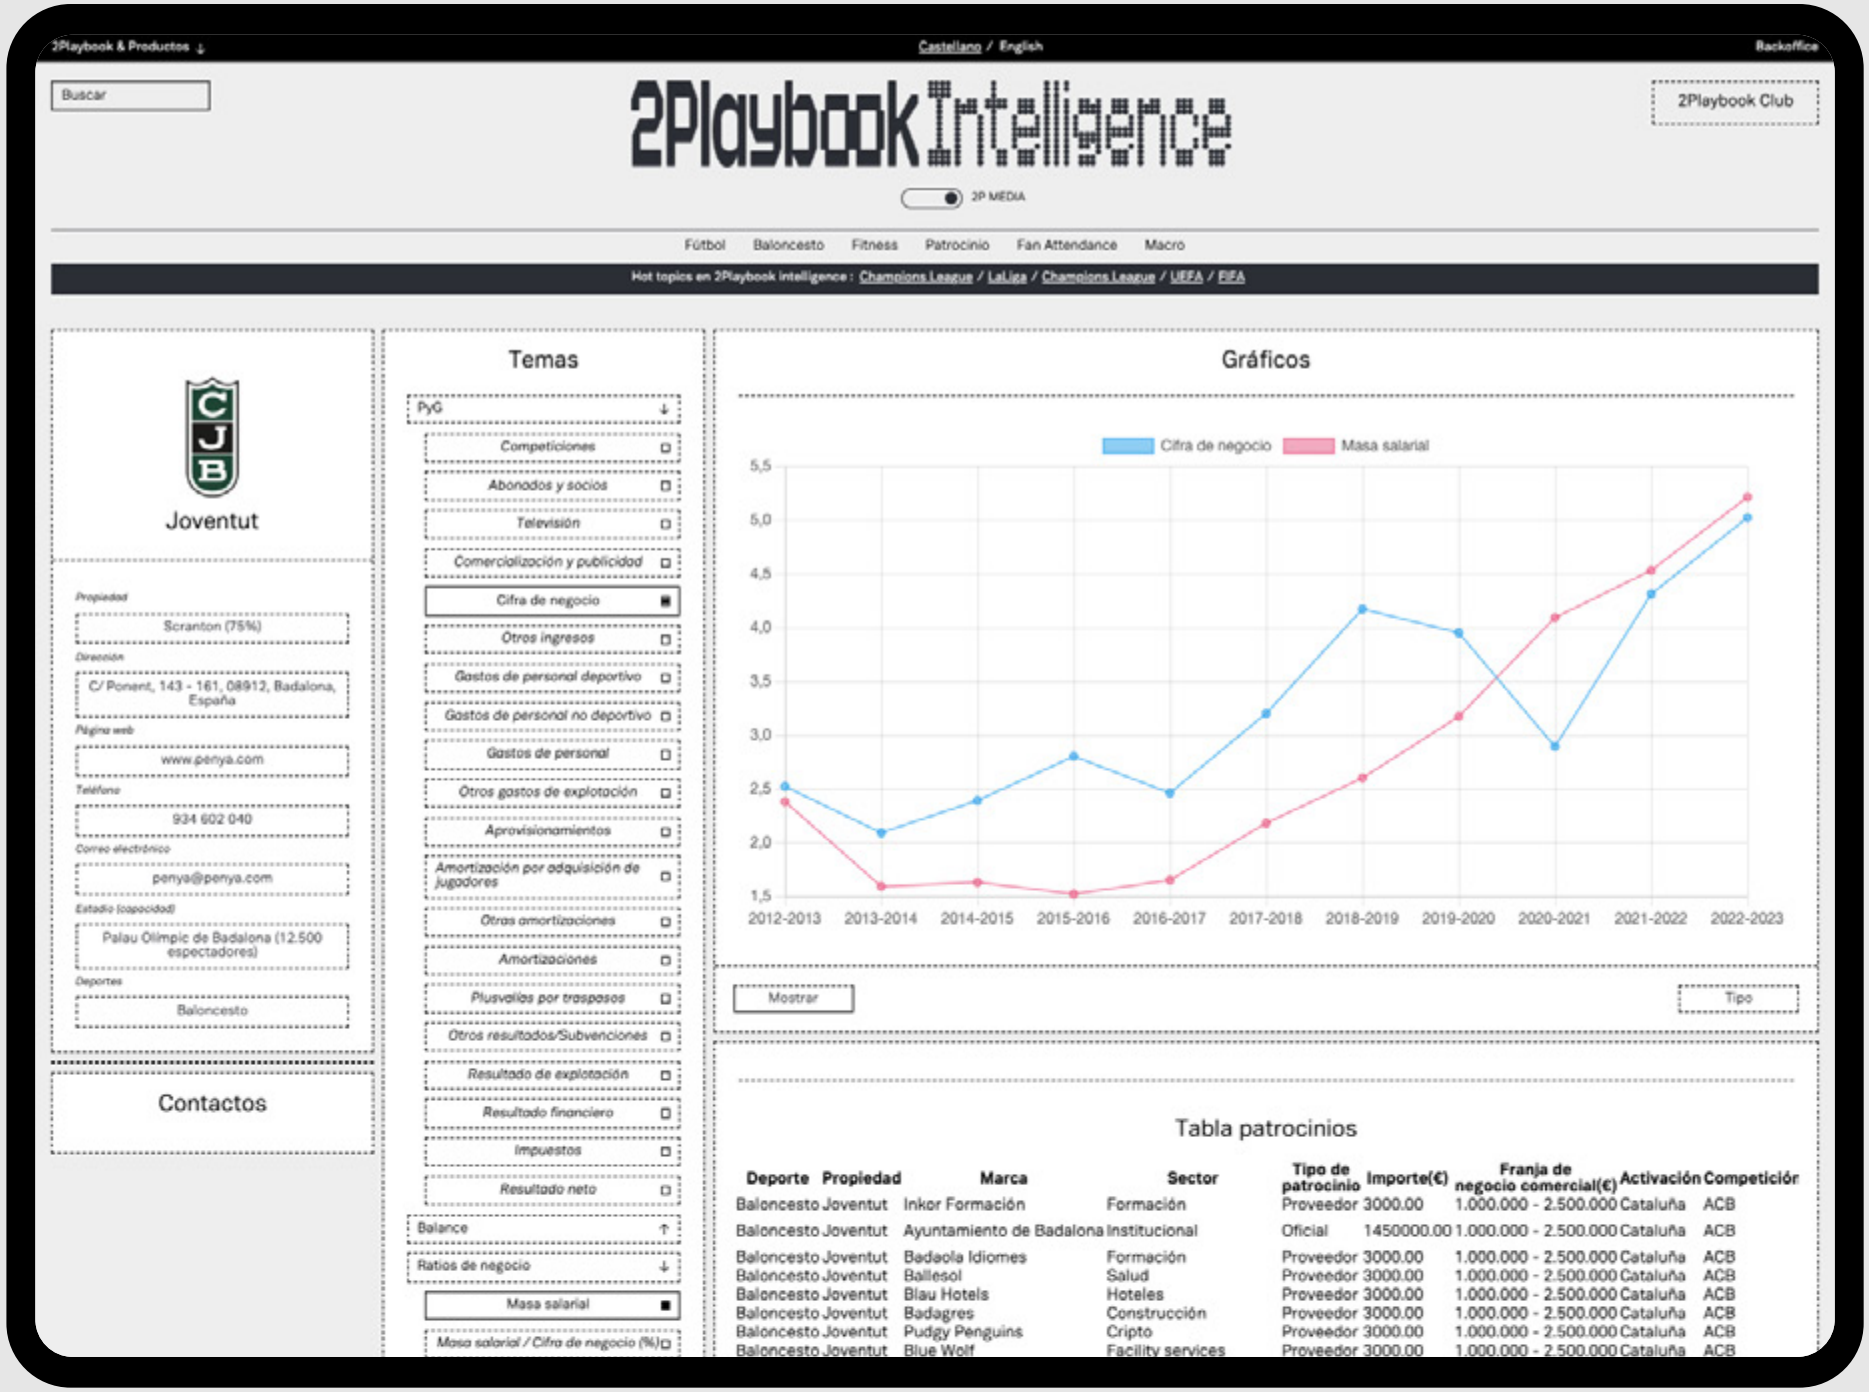 2Playbook & Productos ↓
Castellano / English
Backoffice
Buscar
2Playbook Intelligence
2Playbook Club
2P MEDIA
Fútbol Baloncesto Fitness Patrocinio Fan Attendance Macro
Hot topics en 2Playbook intelligence: Champions League / LaLiga / Champions League / UEFA / FIFA
CJB
Joventut
Propiedad
Scranton (75%)
Dirección
C/ Ponent, 143 - 161, 08912, Badalona,
España
Página web
www.penya.com
Teléfono
934 602 040
Correo electrónico
penya@penya.com
Estadio (capacidad)
Palau Olímpic de Badalona (12.500
espectadores)
Deportes
Baloncesto
Contactos
Temas
PyG ↓
Competiciones
Abonados y socios
Televisión
Comercialización y publicidad
Cifra de negocio
Otros ingresos
Gastos de personal deportivo
Gastos de personal no deportivo
Gastos de personal
Otros gastos de explotación
Aprovisionamientos
Amortización por adquisición de
jugadores
Otras amortizaciones
Amortizaciones
Plusvalías por traspasos
Otros resultados/Subvenciones
Resultado de explotación
Resultado financiero
Impuestos
Resultado neto
Balance ↑
Ratios de negocio ↓
Masa salarial
Masa salarial / Cifra de negocio (%)
Gráficos
Cifra de negocio Masa salarial
5,5
5,0
4,5
4,0
3,5
3,0
2,5
2,0
1,5
2012-2013 2013-2014 2014-2015 2015-2016 2016-2017 2017-2018 2018-2019 2019-2020 2020-2021 2021-2022 2022-2023
Mostrar
Tipo
Tabla patrocinios
Deporte Propiedad Marca Sector Tipo de patrocinio Importe(€) Franja de negocio comercial(€) Activación Competición
Baloncesto Joventut Inkor Formación Formación Proveedor 3000.00 1.000.000 - 2.500.000 Cataluña ACB
Baloncesto Joventut Ayuntamiento de Badalona Institucional Oficial 1450000.00 1.000.000 - 2.500.000 Cataluña ACB
Baloncesto Joventut Badaola Idiomes Formación Proveedor 3000.00 1.000.000 - 2.500.000 Cataluña ACB
Baloncesto Joventut Ballesol Salud Proveedor 3000.00 1.000.000 - 2.500.000 Cataluña ACB
Baloncesto Joventut Blau Hotels Hoteles Proveedor 3000.00 1.000.000 - 2.500.000 Cataluña ACB
Baloncesto Joventut Badagres Construcción Proveedor 3000.00 1.000.000 - 2.500.000 Cataluña ACB
Baloncesto Joventut Pudgy Penguins Cripto Proveedor 3000.00 1.000.000 - 2.500.000 Cataluña ACB
Baloncesto Joventut Blue Wolf Facility services Proveedor 3000.00 1.000.000 - 2.500.000 Cataluña ACB